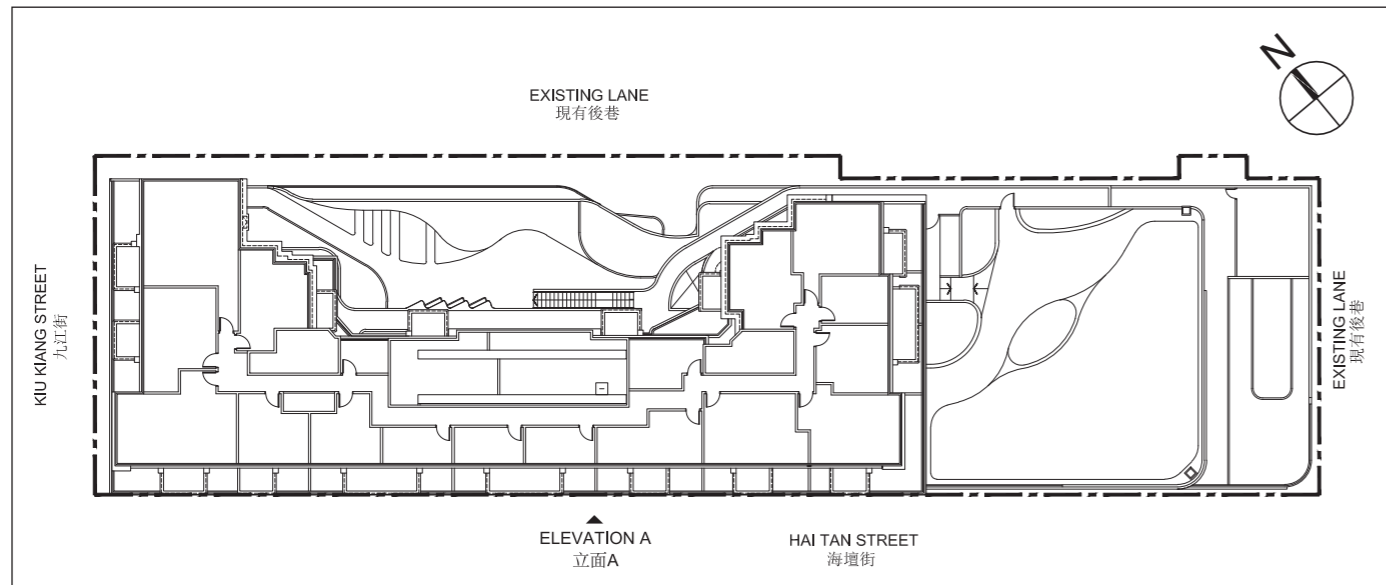 N
EXISTING LANE
現有後巷
KIU KIANG STREET
九江街
EXISTING LANE
現有後巷
ELEVATION A
立面A
HAI TAN STREET
海壇街